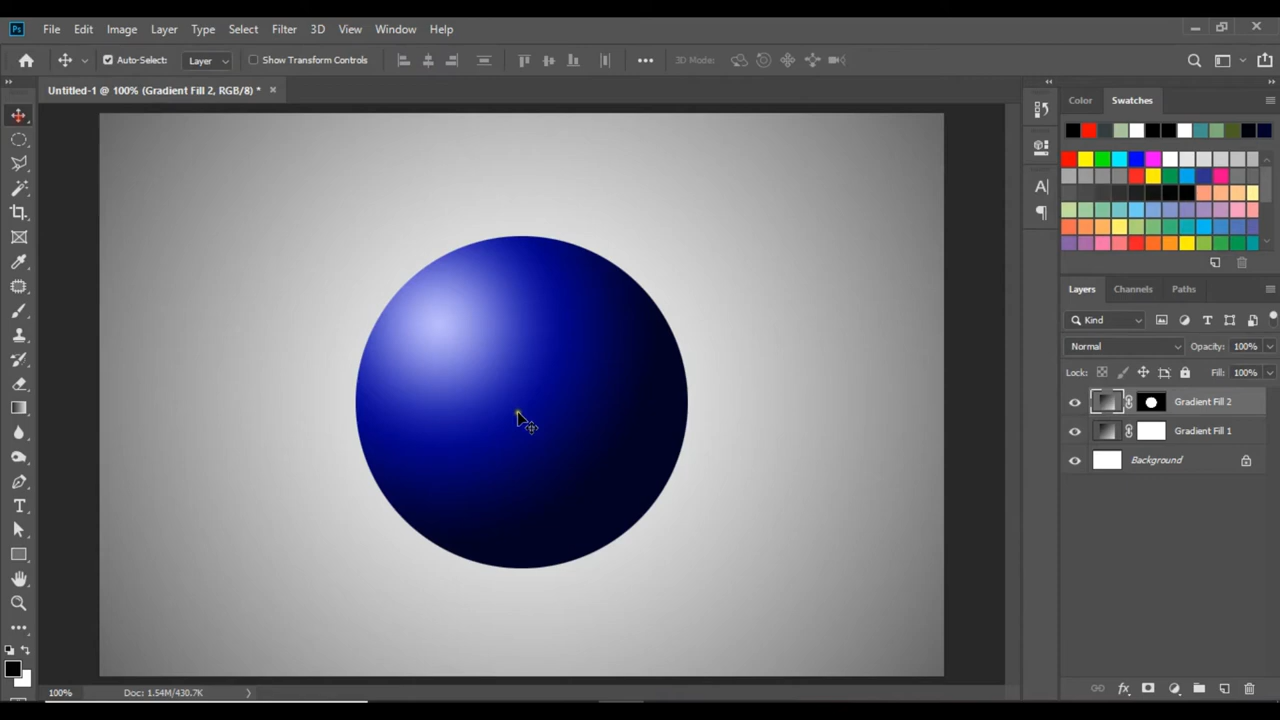 Ps File Edit Image Layer Type Select Filter 3D View Window Help
Auto-Select: Layer Show Transform Controls 3D Mode:
Untitled-1 @ 100% (Gradient Fill 2, RGB/8) *
Color Swatches
Layers Channels Paths
Kind
Normal Opacity: 100%
Lock: Fill: 100%
Gradient Fill 2
Gradient Fill 1
Background
100% Doc: 1.54M/430.7K
fx